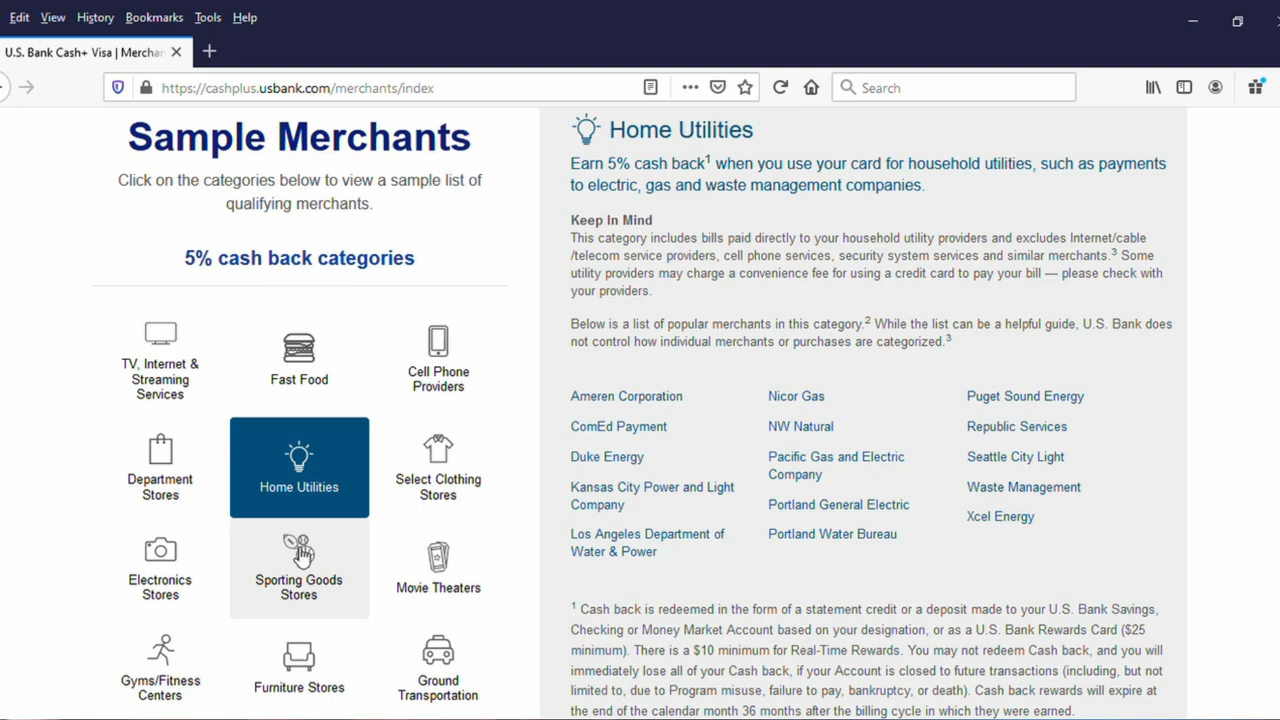 Edit View History Bookmarks Tools Help
U.S. Bank Cash+ Visa | Merchan
https://cashplus.usbank.com/merchants/index
Search
Sample Merchants
Click on the categories below to view a sample list of
qualifying merchants.
5% cash back categories
TV, Internet &
Streaming
Services
Fast Food
Cell Phone
Providers
Department
Stores
Home Utilities
Select Clothing
Stores
Electronics
Stores
Sporting Goods
Stores
Movie Theaters
Gyms/Fitness
Centers
Furniture Stores
Ground
Transportation
Home Utilities
Earn 5% cash back1 when you use your card for household utilities, such as payments
to electric, gas and waste management companies.
Keep In Mind
This category includes bills paid directly to your household utility providers and excludes Internet/cable
/telecom service providers, cell phone services, security system services and similar merchants.3 Some
utility providers may charge a convenience fee for using a credit card to pay your bill — please check with
your providers.
Below is a list of popular merchants in this category.2 While the list can be a helpful guide, U.S. Bank does
not control how individual merchants or purchases are categorized.3
Ameren Corporation
ComEd Payment
Duke Energy
Kansas City Power and Light
Company
Los Angeles Department of
Water & Power
Nicor Gas
NW Natural
Pacific Gas and Electric
Company
Portland General Electric
Portland Water Bureau
Puget Sound Energy
Republic Services
Seattle City Light
Waste Management
Xcel Energy
1 Cash back is redeemed in the form of a statement credit or a deposit made to your U.S. Bank Savings,
Checking or Money Market Account based on your designation, or as a U.S. Bank Rewards Card ($25
minimum). There is a $10 minimum for Real-Time Rewards. You may not redeem Cash back, and you will
immediately lose all of your Cash back, if your Account is closed to future transactions (including, but not
limited to, due to Program misuse, failure to pay, bankruptcy, or death). Cash back rewards will expire at
the end of the calendar month 36 months after the billing cycle in which they were earned.